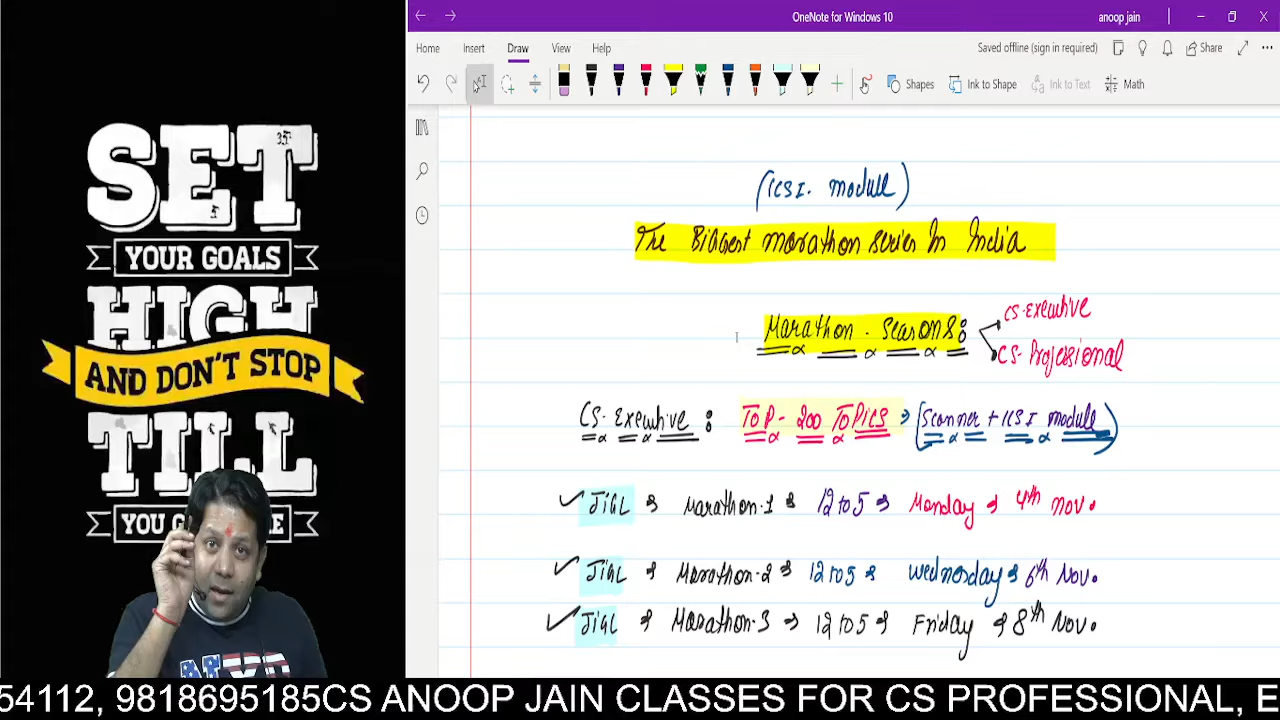 SET
YOUR GOALS
HIGH
AND DON'T STOP
TILL
YOU
OneNote for Windows 10
anoop jain
Home Insert Draw View Help
Saved offline (sign in required)
Share
Shapes
Ink to Shape
Ink to Text
Math
(ICSI. module)
The Biggest marathon series In India
Marathon - Seasons:
CS-Executive
CS-Professional
CS-Executive : TOP - 200 TOPICS → (Scanner + ICSI module)
✓ JIGL → Marathon-1 → 12 to 5 → Monday → 4th Nov.
✓ JIGL → Marathon-2 → 12 to 5 → Wednesday → 6th Nov.
✓ JIGL → Marathon-3 → 12 to 5 → Friday → 8th Nov.
54112, 9818695185CS ANOOP JAIN CLASSES FOR CS PROFESSIONAL, E